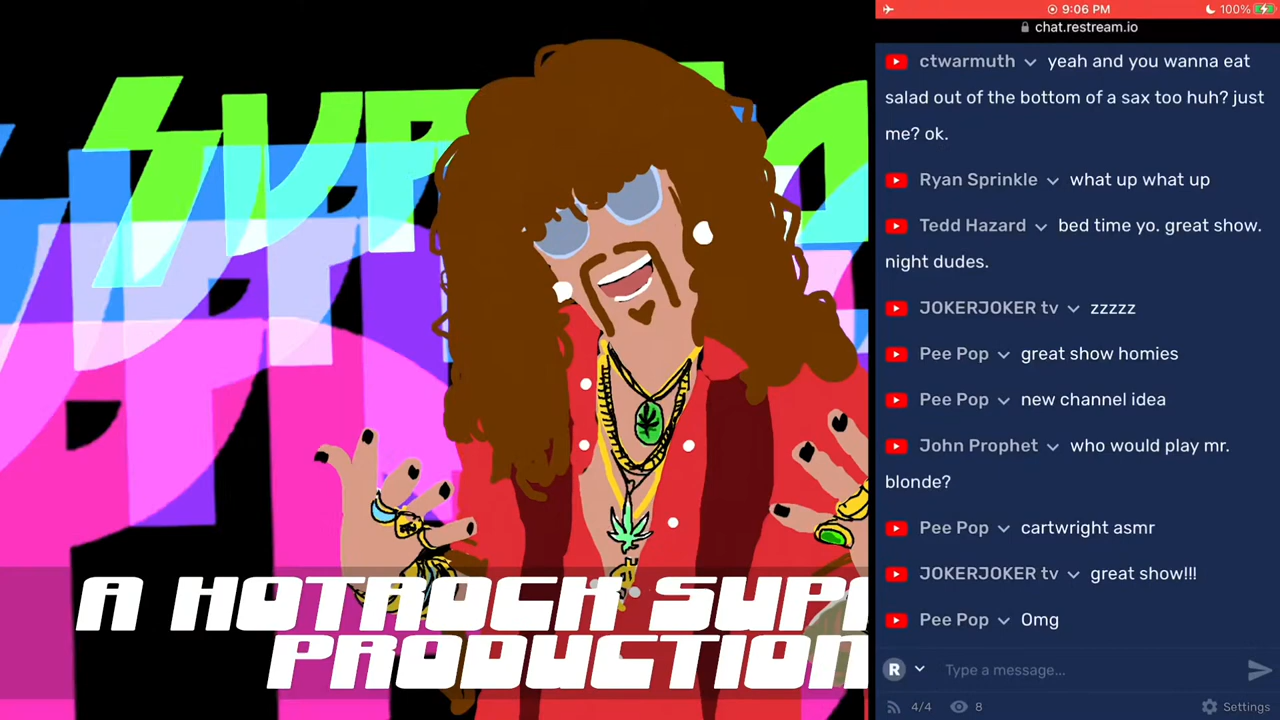 SUP
A HOTROCK SUP
PRODUCTION
9:06 PM
100%
chat.restream.io
ctwarmuth yeah and you wanna eat
salad out of the bottom of a sax too huh? just
me? ok.
Ryan Sprinkle what up what up
Tedd Hazard bed time yo. great show.
night dudes.
JOKERJOKER tv zzzzz
Pee Pop great show homies
Pee Pop new channel idea
John Prophet who would play mr.
blonde?
Pee Pop cartwright asmr
JOKERJOKER tv great show!!!
Pee Pop Omg
R Type a message...
4/4 8 Settings